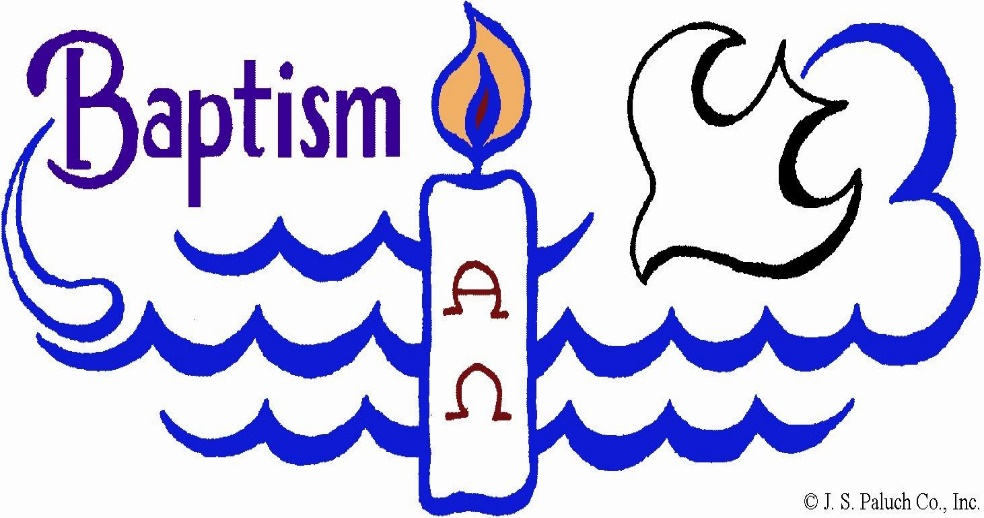 Baptism
Α
Ω
© J. S. Paluch Co., Inc.